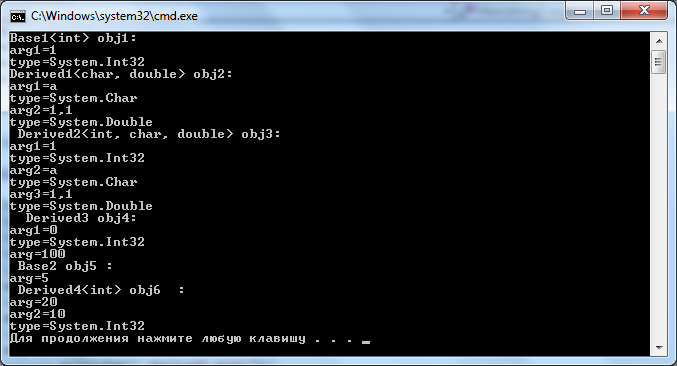 C:\Windows\system32\cmd.exe
Base1<int> obj1:
arg1=1
type=System.Int32
Derived1<char, double> obj2:
arg1=a
type=System.Char
arg2=1,1
type=System.Double
 Derived2<int, char, double> obj3:
arg1=1
type=System.Int32
arg2=a
type=System.Char
arg3=1,1
type=System.Double
  Derived3 obj4:
arg1=0
type=System.Int32
arg=100
 Base2 obj5 :
arg=5
 Derived4<int> obj6  :
arg=20
arg2=10
type=System.Int32
Для продолжения нажмите любую клавишу . . . _